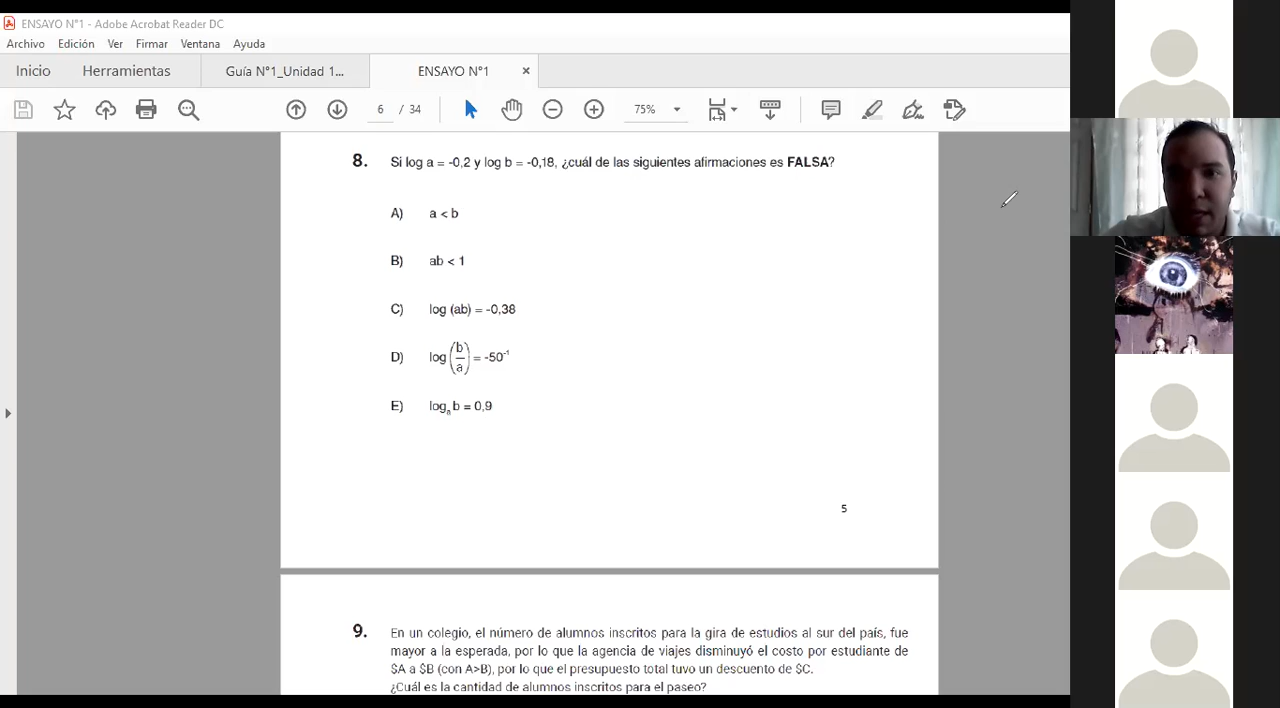 ENSAYO N°1 - Adobe Acrobat Reader DC
Archivo Edición Ver Firmar Ventana Ayuda
Inicio Herramientas Guía N°1_Unidad 1... ENSAYO N°1 ×
6 / 34 75%
8. Si log a = -0,2 y log b = -0,18, ¿cuál de las siguientes afirmaciones es FALSA?
A) a < b
B) ab < 1
C) log (ab) = -0,38
D) log (b/a) = -50⁻¹
E) logₐ b = 0,9
5
9. En un colegio, el número de alumnos inscritos para la gira de estudios al sur del país, fue
mayor a la esperada, por lo que la agencia de viajes disminuyó el costo por estudiante de
$A a $B (con A>B), por lo que el presupuesto total tuvo un descuento de $C.
¿Cuál es la cantidad de alumnos inscritos para el paseo?